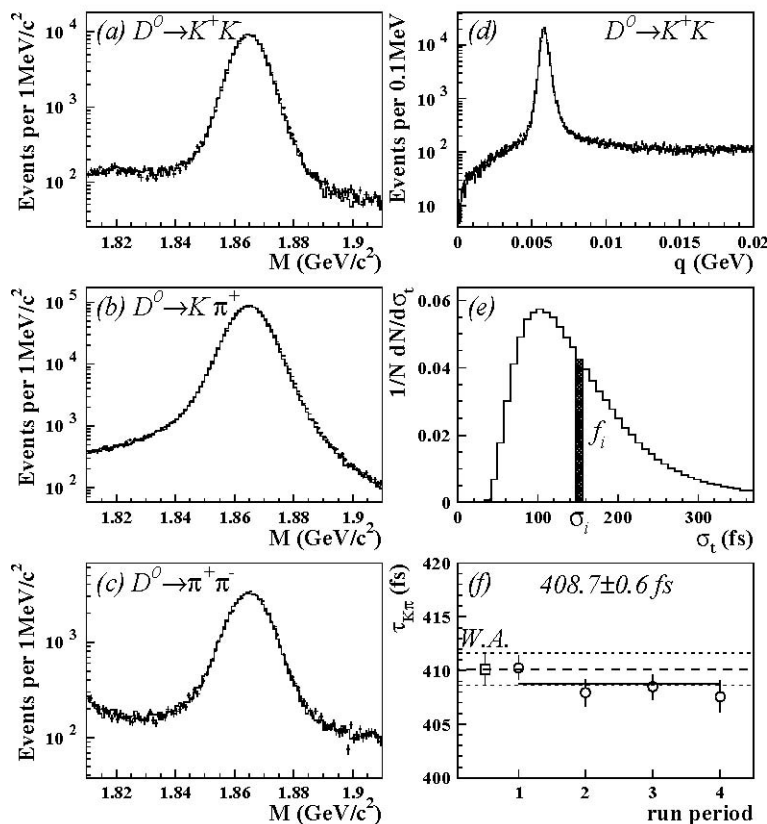 (a) D⁰→K⁺K⁻
Events per 1MeV/c²
10⁴
10³
10²
1.82 1.84 1.86 1.88 1.9
M (GeV/c²)
(d) D⁰→K⁺K⁻
Events per 0.1MeV
10⁴
10³
10²
10
0 0.005 0.01 0.015 0.02
q (GeV)
(b) D⁰→K⁻π⁺
Events per 1MeV/c²
10⁵
10⁴
10³
10²
1.82 1.84 1.86 1.88 1.9
M (GeV/c²)
(e)
1/N dN/dσₜ
0.06
0.04
0.02
0
fᵢ
0 100 200 300
σᵢ
σₜ (fs)
(c) D⁰→π⁺π⁻
Events per 1MeV/c²
10³
10²
1.82 1.84 1.86 1.88 1.9
M (GeV/c²)
(f) 408.7±0.6 fs
τKπ (fs)
W.A.
420
415
410
405
400
1 2 3 4
run period